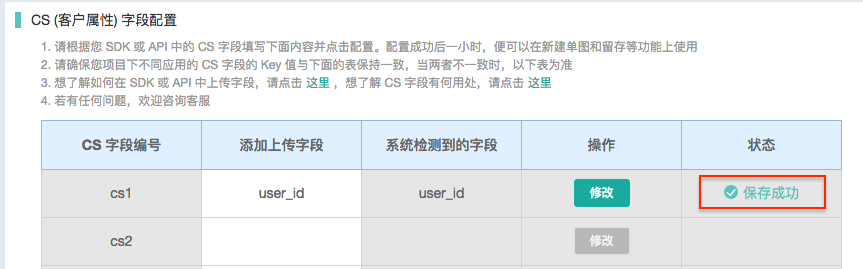 CS (客户属性) 字段配置
1. 请根据您 SDK 或 API 中的 CS 字段填写下面内容并点击配置。配置成功后一小时，便可以在新建单图和留存等功能上使用
2. 请确保您项目下不同应用的 CS 字段的 Key 值与下面的表保持一致，当两者不一致时，以下表为准
3. 想了解如何在 SDK 或 API 中上传字段，请点击 这里 ，想了解 CS 字段有何用处，请点击 这里
4. 若有任何问题，欢迎咨询客服
CS 字段编号 添加上传字段 系统检测到的字段 操作 状态
cs1 user_id user_id 修改 保存成功
cs2 修改